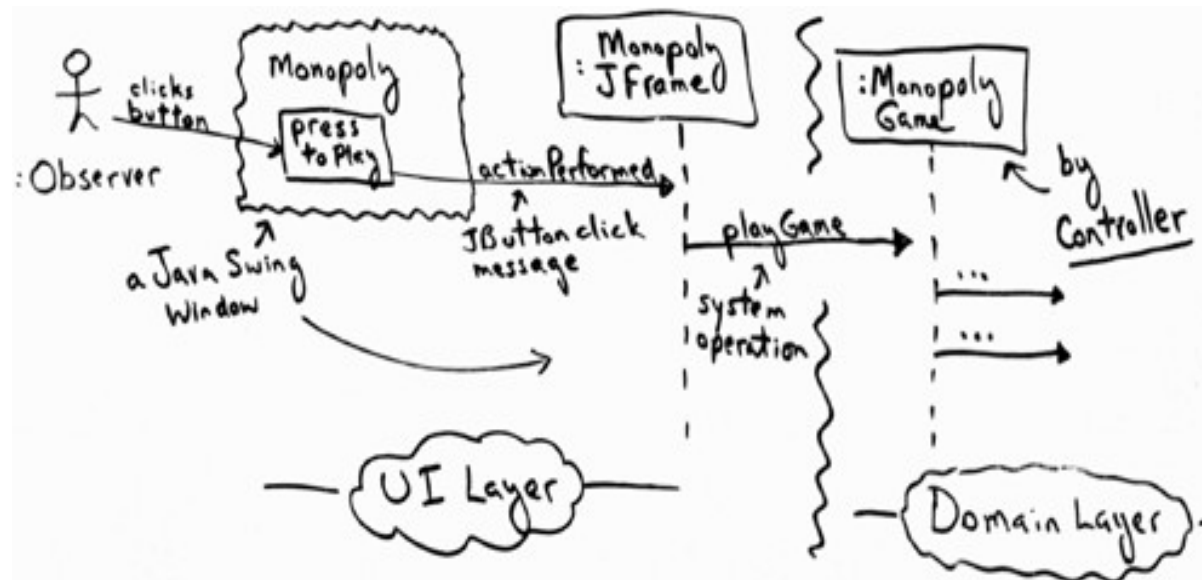 :Observer
clicks
button
Monopoly
press
to Play
a Java Swing
Window
actionPerformed
JButton click
message
Monopoly
: JFrame
playGame
system
operation
:Monopoly
Game
by
Controller
...
...
UI Layer
Domain Layer